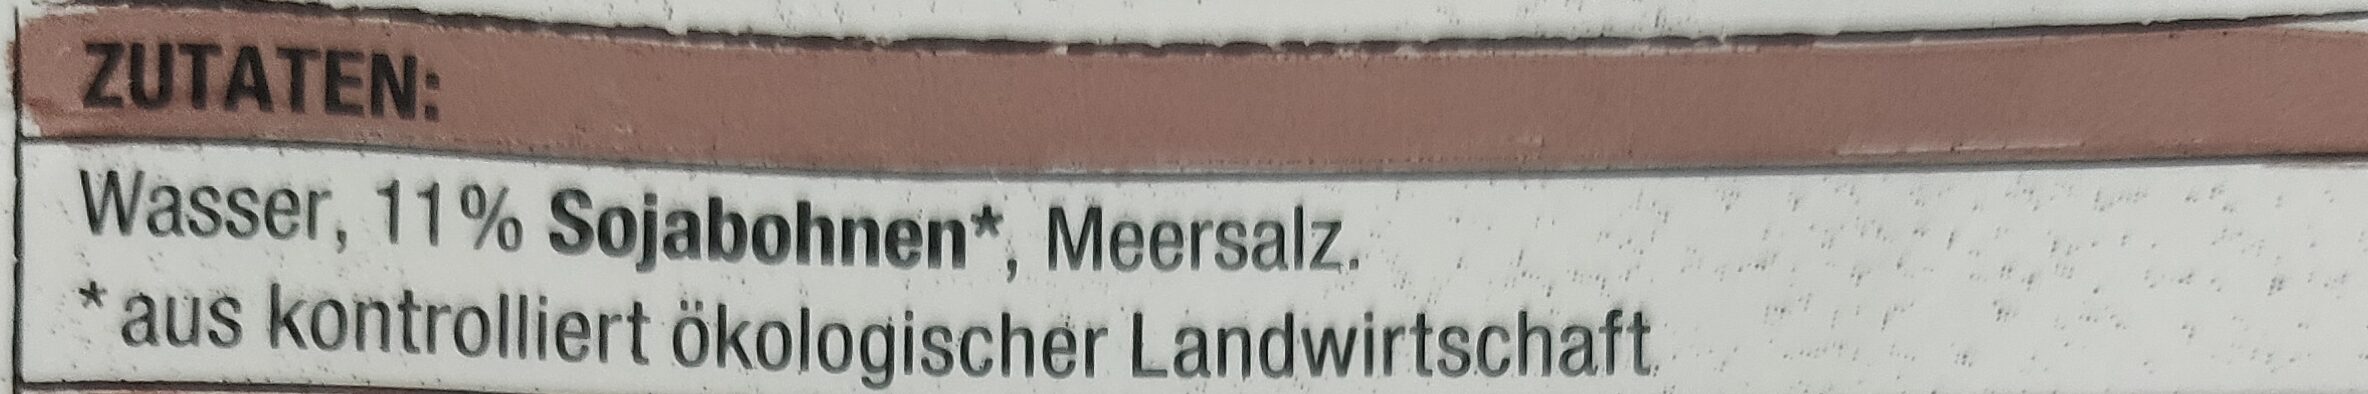 ZUTATEN:
Wasser, 11% Sojabohnen*, Meersalz.
*aus kontrolliert ökologischer Landwirtschaft